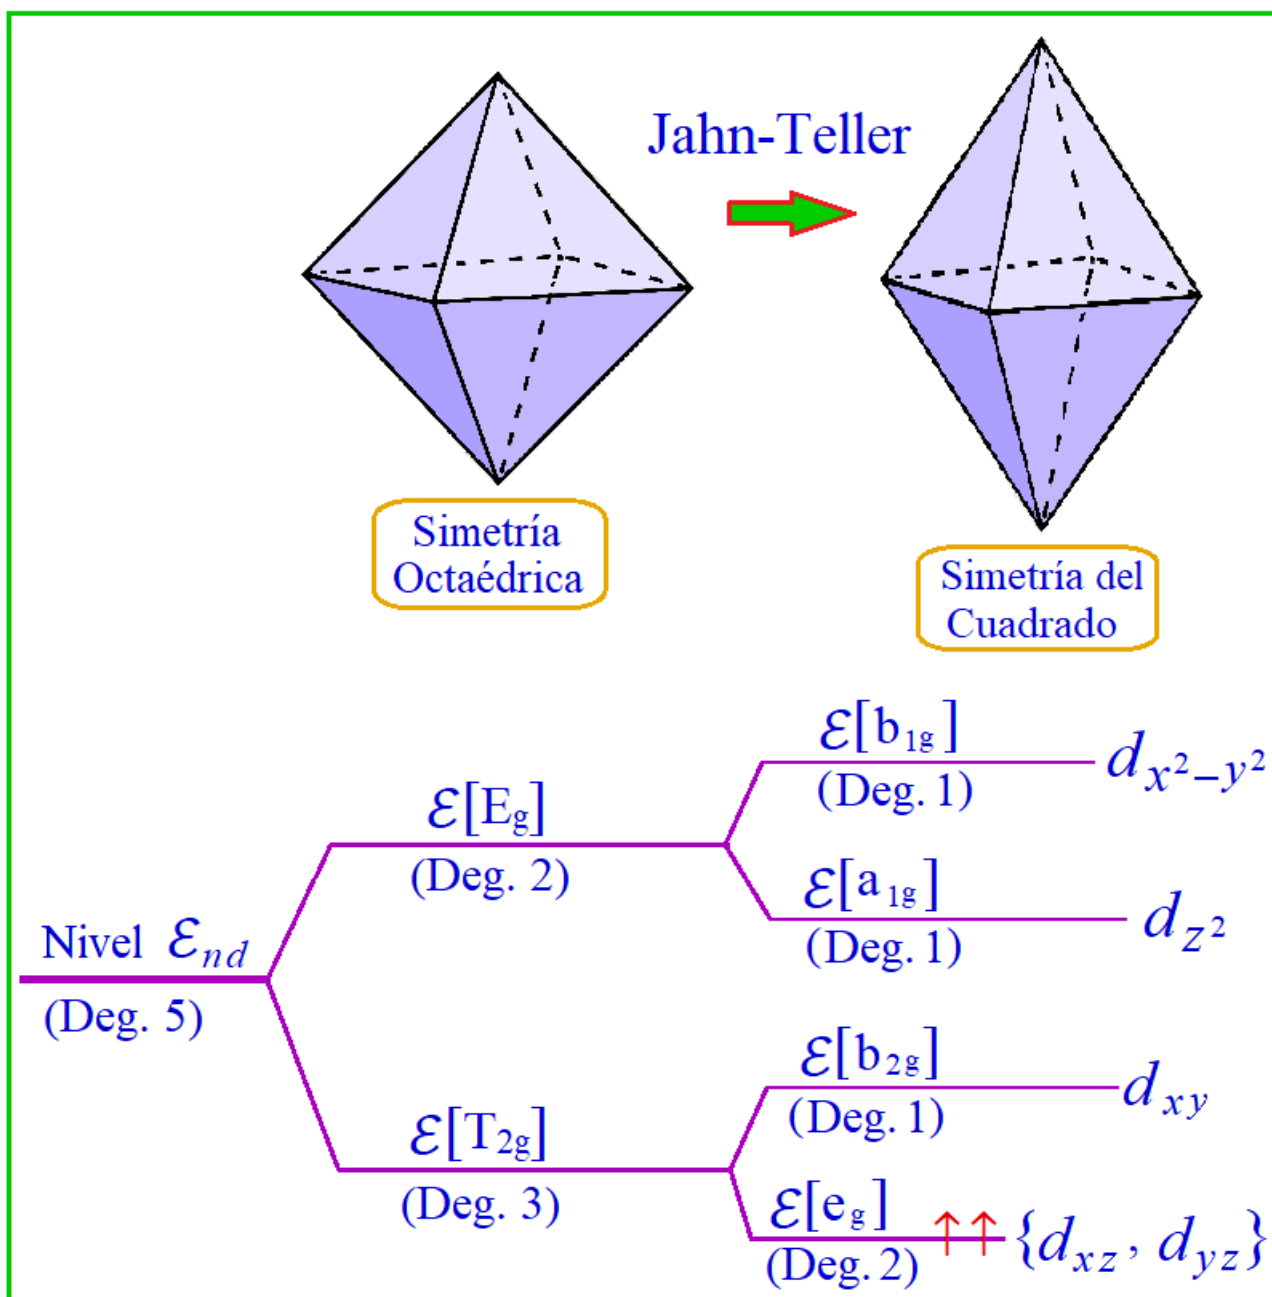 Jahn-Teller
Simetría
Octaédrica
Simetría del
Cuadrado
ℰ[b₁g]
(Deg. 1)
dₓ²₋y²
ℰ[Eg]
(Deg. 2)
ℰ[a₁g]
(Deg. 1)
d_z²
Nivel ℰnd
(Deg. 5)
ℰ[b₂g]
(Deg. 1)
dxy
ℰ[T₂g]
(Deg. 3)
ℰ[eg] ↑↑ {dxz, dyz}
(Deg. 2)